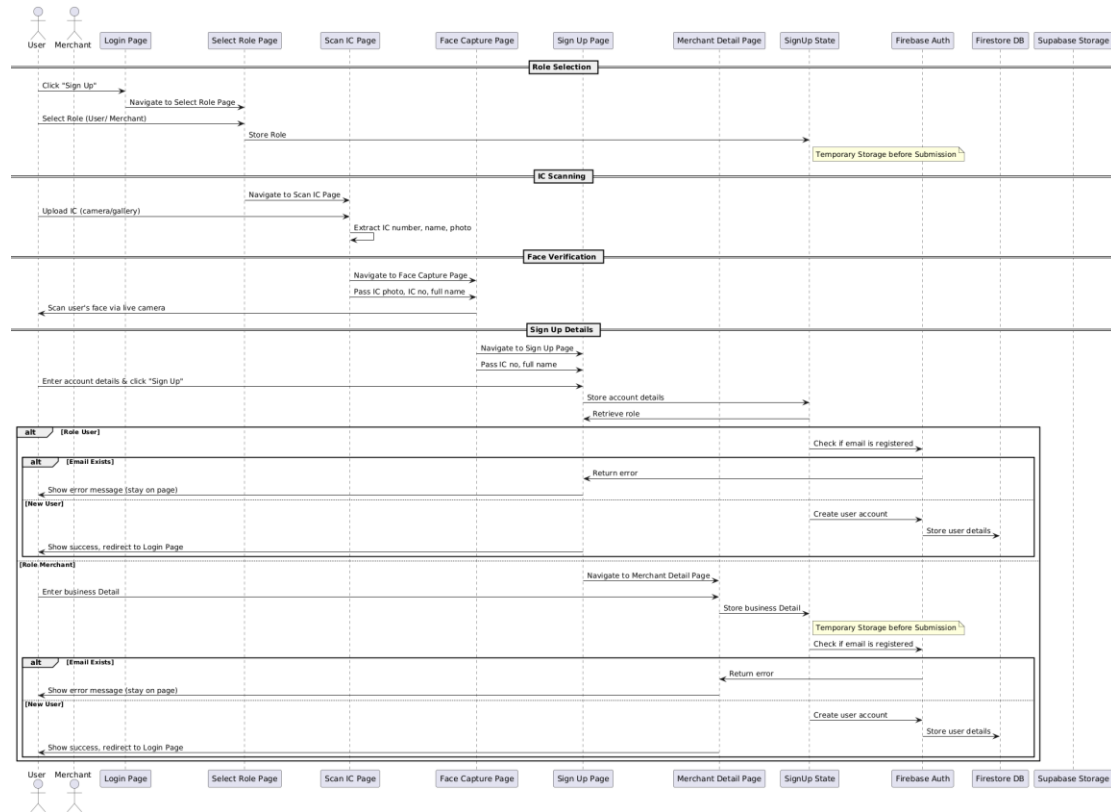 User Merchant Login Page Select Role Page Scan IC Page Face Capture Page Sign Up Page Merchant Detail Page SignUp State Firebase Auth Firestore DB Supabase Storage
Role Selection
Click "Sign Up"
Navigate to Select Role Page
Select Role (User/ Merchant)
Store Role
Temporary Storage before Submission
IC Scanning
Navigate to Scan IC Page
Upload IC (camera/gallery)
Extract IC number, name, photo
Face Verification
Navigate to Face Capture Page
Pass IC photo, IC no, full name
Scan user's face via live camera
Sign Up Details
Navigate to Sign Up Page
Pass IC no, full name
Enter account details & click "Sign Up"
Store account details
Retrieve role
alt [Role User]
Check if email is registered
alt [Email Exists]
Return error
Show error message (stay on page)
[New User]
Create user account
Store user details
Show success, redirect to Login Page
[Role Merchant]
Navigate to Merchant Detail Page
Enter business Detail
Store business Detail
Temporary Storage before Submission
Check if email is registered
alt [Email Exists]
Return error
Show error message (stay on page)
[New User]
Create user account
Store user details
Show success, redirect to Login Page
User Merchant Login Page Select Role Page Scan IC Page Face Capture Page Sign Up Page Merchant Detail Page SignUp State Firebase Auth Firestore DB Supabase Storage